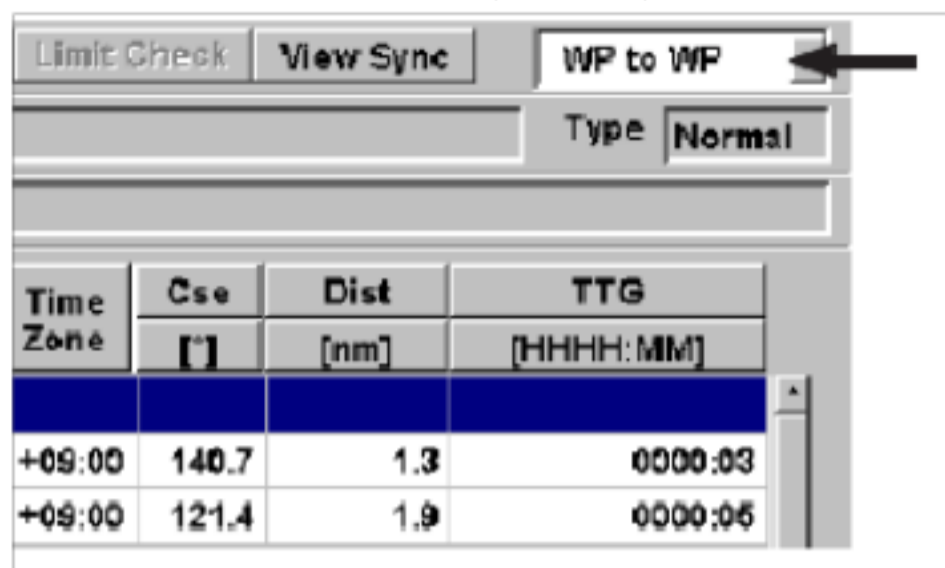 Limit Check View Sync WP to WP
Type Normal
Time Zone Cse Dist TTG
[°] [nm] [HHHH:MM]
+09:00 140.7 1.3 0000:03
+09:00 121.4 1.9 0000:05